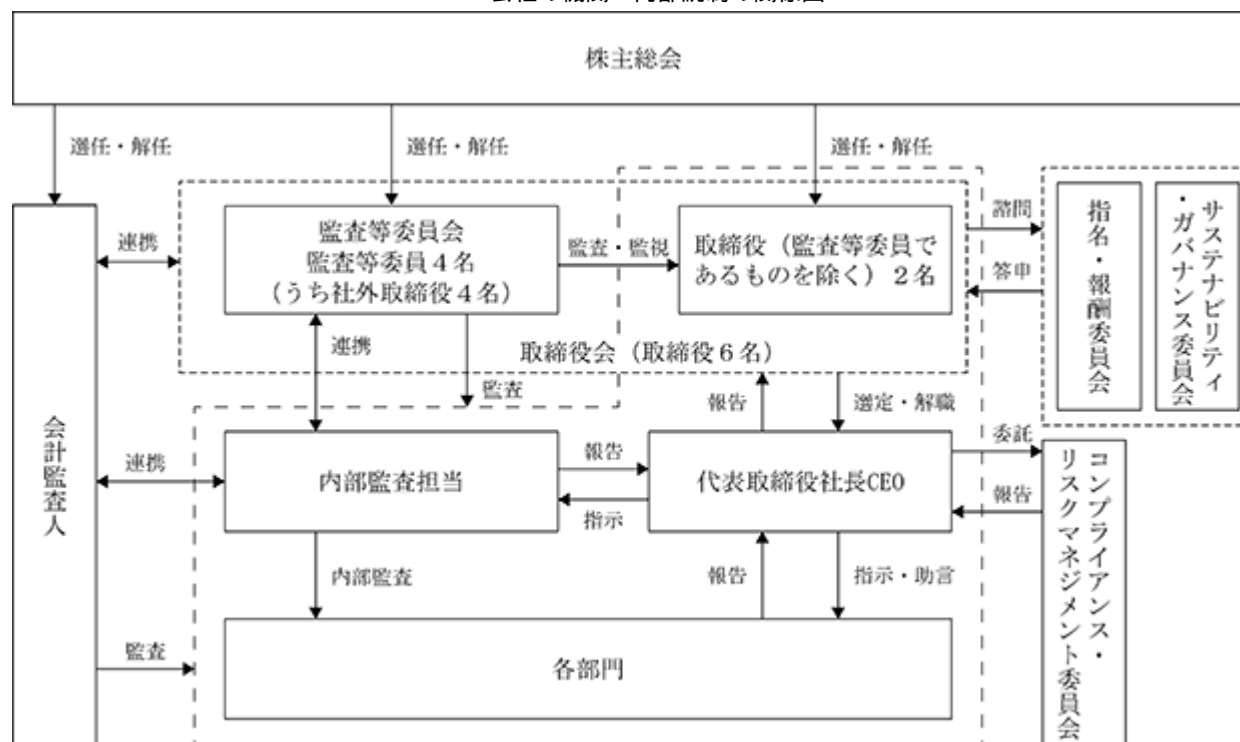 株主総会
選任・解任
選任・解任
選任・解任
連携
監査等委員会
監査等委員4名
(うち社外取締役4名)
監査・監視
取締役(監査等委員で
あるものを除く)2名
諮問
答申
指名・報酬委員会
サステナビリティ
・ガバナンス委員会
連携
取締役会(取締役6名)
監査
報告
選定・解職
会計監査人
連携
内部監査担当
報告
指示
代表取締役社長CEO
委託
報告
コンプライアンス・
リスクマネジメント委員会
内部監査
報告
指示・助言
監査
各部門